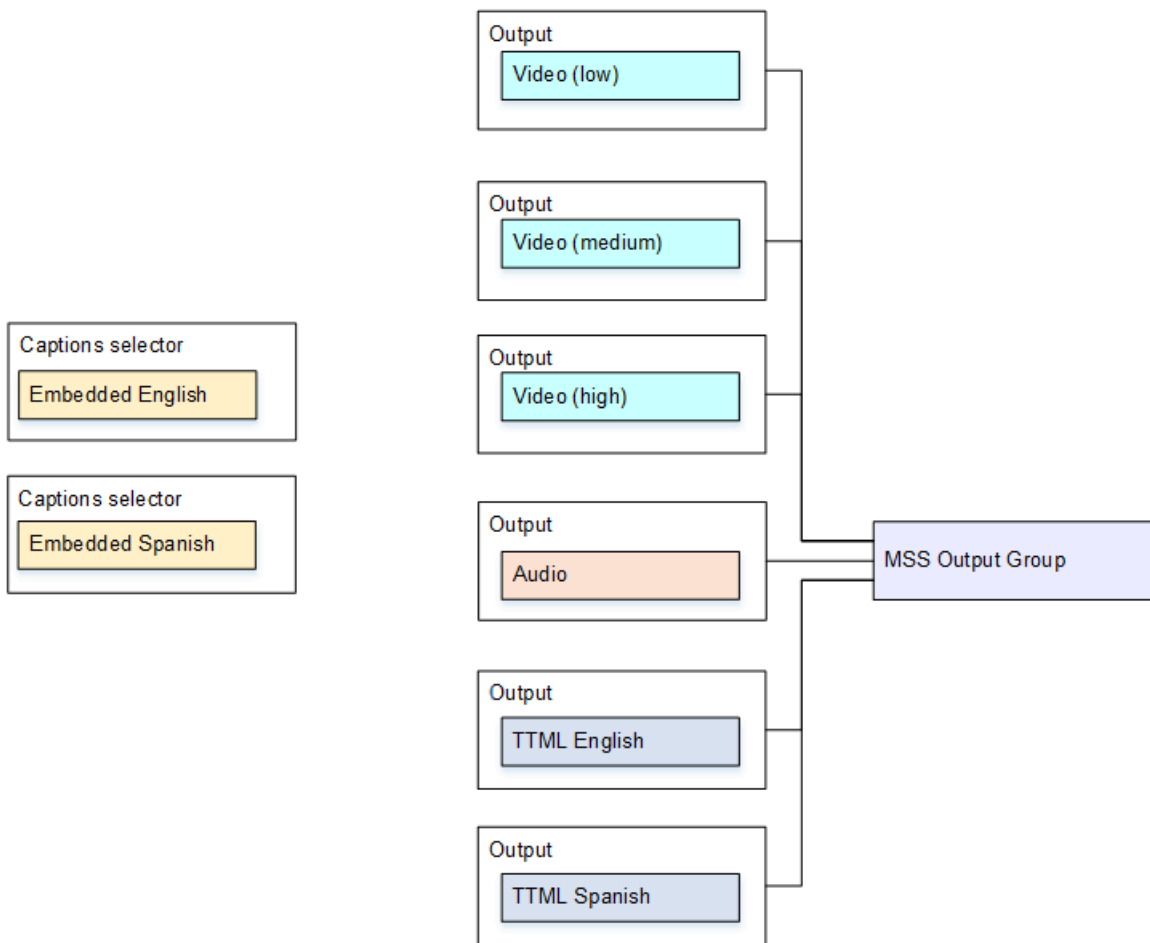 Captions selector
Embedded English
Captions selector
Embedded Spanish
Output
Video (low)
Output
Video (medium)
Output
Video (high)
Output
Audio
Output
TTML English
Output
TTML Spanish
MSS Output Group